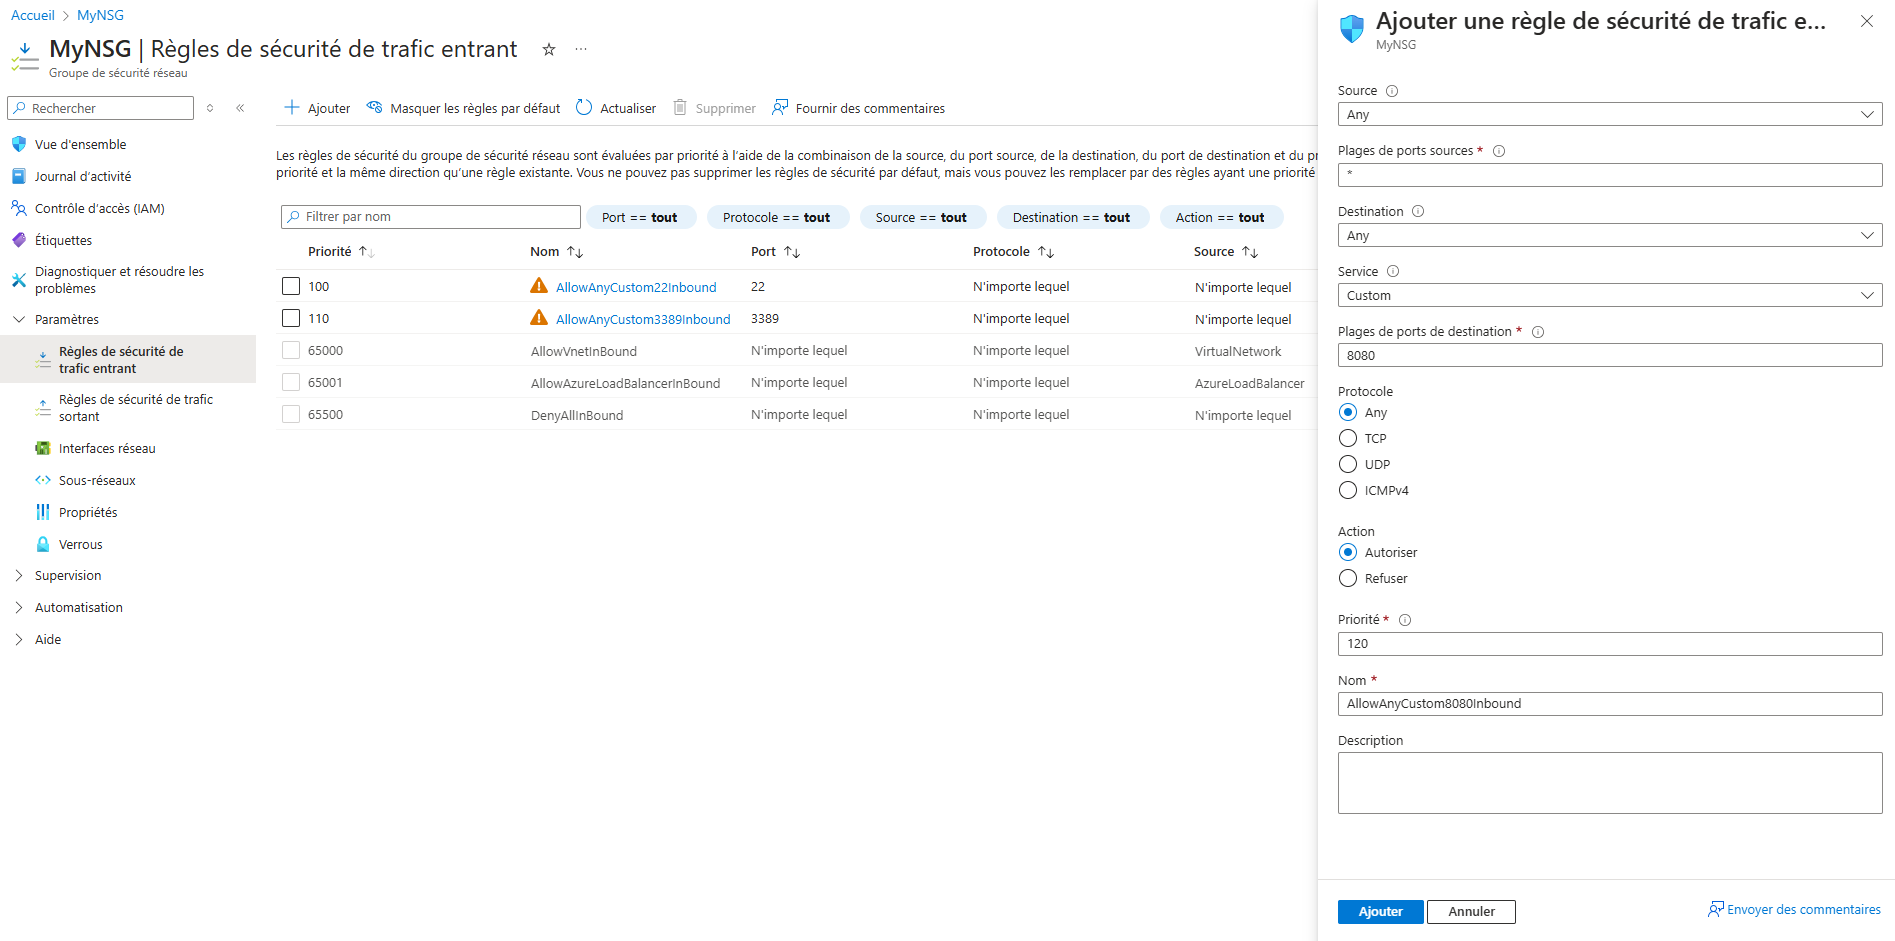 Accueil > MyNSG
MyNSG | Règles de sécurité de trafic entrant
Groupe de sécurité réseau
Rechercher
Vue d'ensemble
Journal d'activité
Contrôle d'accès (IAM)
Étiquettes
Diagnostiquer et résoudre les
problèmes
Paramètres
Règles de sécurité de
trafic entrant
Règles de sécurité de trafic
sortant
Interfaces réseau
Sous-réseaux
Propriétés
Verrous
Supervision
Automatisation
Aide
Ajouter Masquer les règles par défaut Actualiser Supprimer Fournir des commentaires
Les règles de sécurité du groupe de sécurité réseau sont évaluées par priorité à l'aide de la combinaison de la source, du port source, de la destination, du port de destination et du pr
priorité et la même direction qu'une règle existante. Vous ne pouvez pas supprimer les règles de sécurité par défaut, mais vous pouvez les remplacer par des règles ayant une priorité
Filtrer par nom Port == tout Protocole == tout Source == tout Destination == tout Action == tout
Priorité Nom Port Protocole Source
100 AllowAnyCustom22Inbound 22 N'importe lequel N'importe lequel
110 AllowAnyCustom3389Inbound 3389 N'importe lequel N'importe lequel
65000 AllowVnetInBound N'importe lequel N'importe lequel VirtualNetwork
65001 AllowAzureLoadBalancerInBound N'importe lequel N'importe lequel AzureLoadBalancer
65500 DenyAllInBound N'importe lequel N'importe lequel N'importe lequel
Ajouter une règle de sécurité de trafic e...
MyNSG
Source
Any
Plages de ports sources *
*
Destination
Any
Service
Custom
Plages de ports de destination *
8080
Protocole
Any
TCP
UDP
ICMPv4
Action
Autoriser
Refuser
Priorité *
120
Nom *
AllowAnyCustom8080Inbound
Description
Ajouter Annuler Envoyer des commentaires